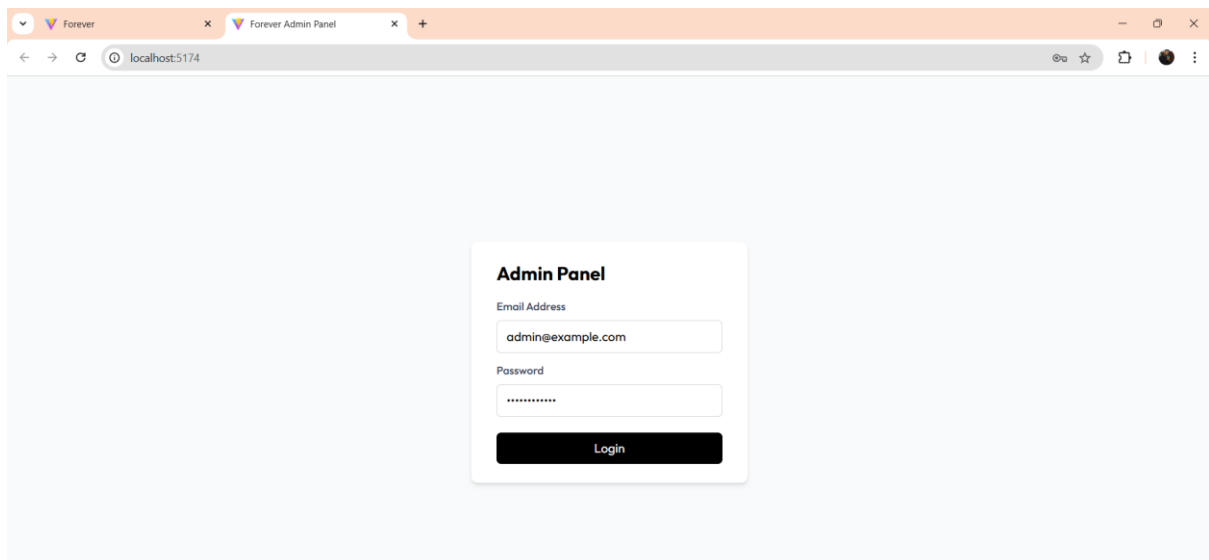 Forever
Forever Admin Panel
localhost:5174
Admin Panel
Email Address
admin@example.com
Password
••••••••••••
Login